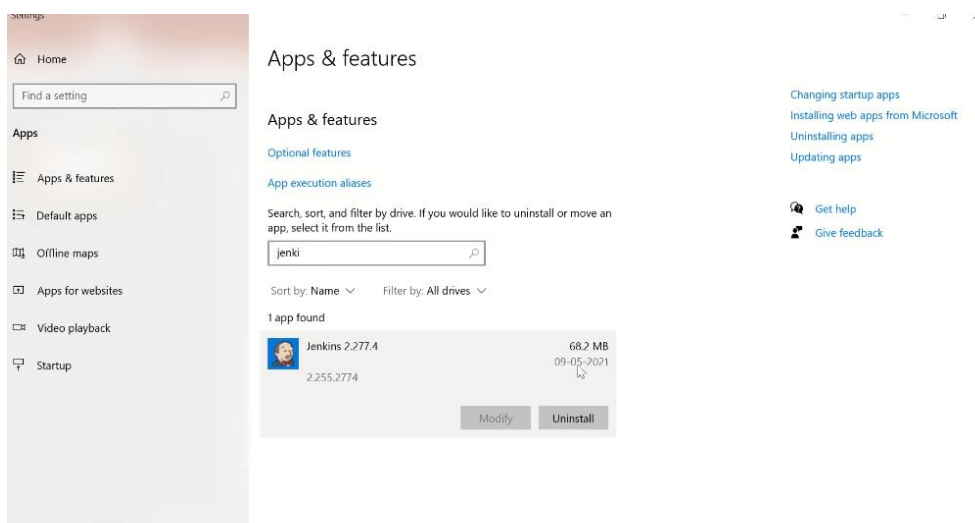 Settings
Home
Find a setting
Apps
Apps & features
Default apps
Offline maps
Apps for websites
Video playback
Startup
Apps & features
Apps & features
Optional features
App execution aliases
Search, sort, and filter by drive. If you would like to uninstall or move an
app, select it from the list.
jenki
Sort by: Name Filter by: All drives
1 app found
Jenkins 2.277.4 68.2 MB
09-05-2021
2.255.2774
Modify Uninstall
Changing startup apps
Installing web apps from Microsoft
Uninstalling apps
Updating apps
Get help
Give feedback